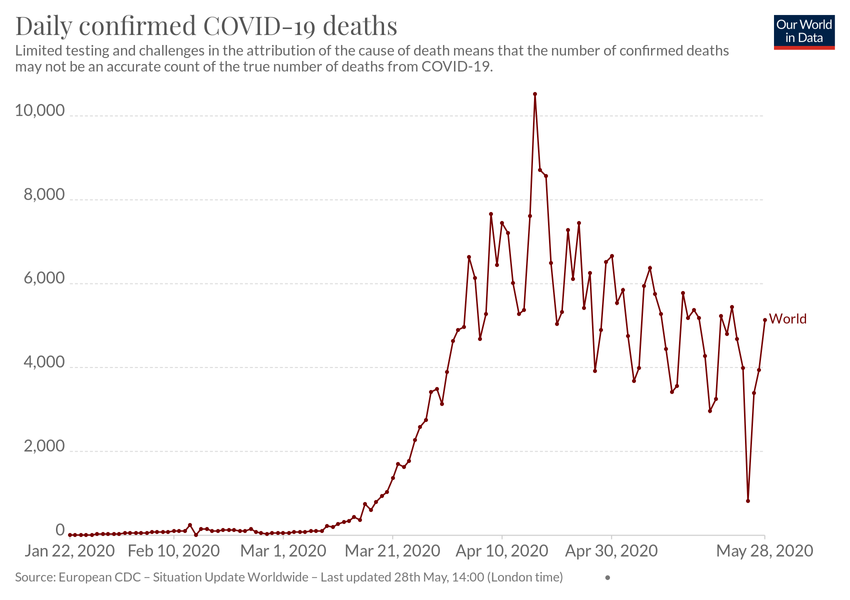 Daily confirmed COVID-19 deaths
Our World
in Data
Limited testing and challenges in the attribution of the cause of death means that the number of confirmed deaths
may not be an accurate count of the true number of deaths from COVID-19.
10,000
8,000
6,000
4,000
2,000
0
World
Jan 22, 2020 Feb 10, 2020 Mar 1, 2020 Mar 21, 2020 Apr 10, 2020 Apr 30, 2020 May 28, 2020
Source: European CDC – Situation Update Worldwide – Last updated 28th May, 14:00 (London time) •